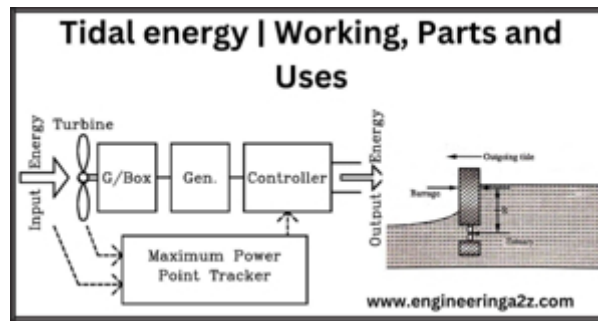 Tidal energy | Working, Parts and
Uses
Input Energy
Turbine
G/Box
Gen.
Controller
Output Energy
Maximum Power
Point Tracker
Outgoing tide
Barrage
Estuary
www.engineeringa2z.com